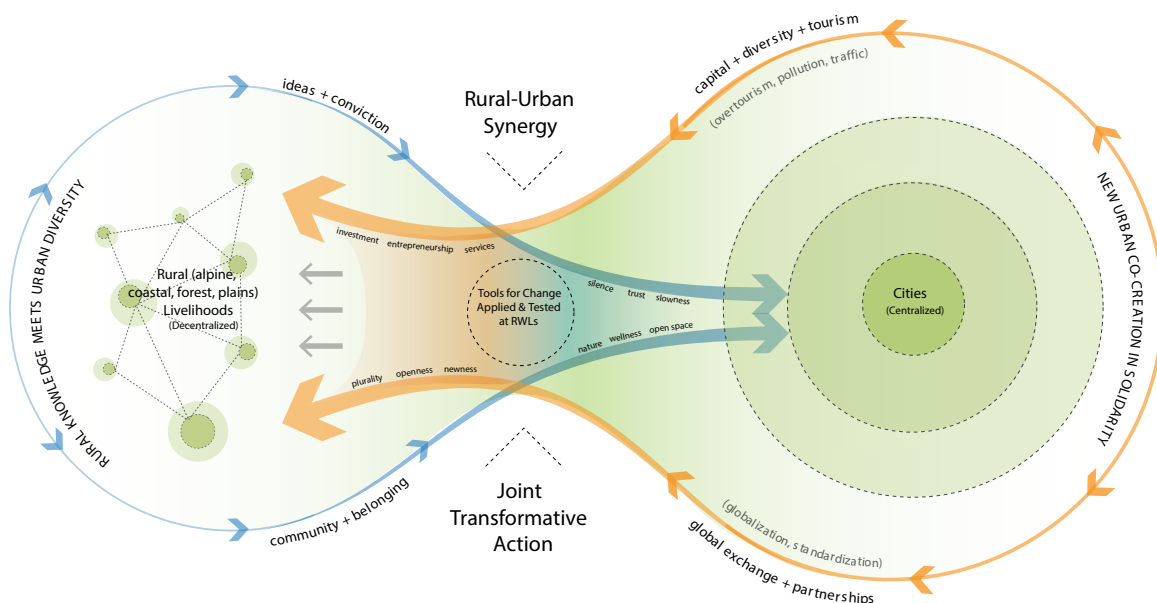 capital + diversity + tourism
(overtourism, pollution, traffic)
ideas + conviction
Rural-Urban
Synergy
RURAL KNOWLEDGE MEETS URBAN DIVERSITY
NEW URBAN CO-CREATION IN SOLIDARITY
investment entrepreneurship services
Rural (alpine,
coastal, forest, plains)
Livelihoods
(Decentralized)
Tools for Change
Applied & Tested
at RWLs
silence trust slowness
Cities
(Centralized)
nature wellness open space
plurality openness newness
community + belonging
Joint
Transformative
Action
(globalization, standardization)
global exchange + partnerships